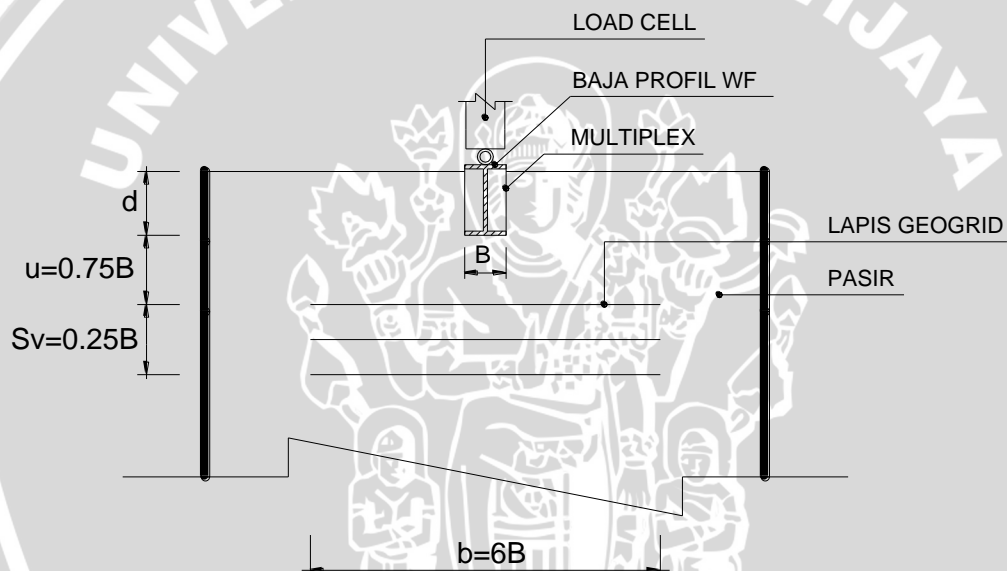 LOAD CELL
BAJA PROFIL WF
MULTIPLEX
d
B
LAPIS GEOGRID
u=0.75B
PASIR
Sv=0.25B
b=6B